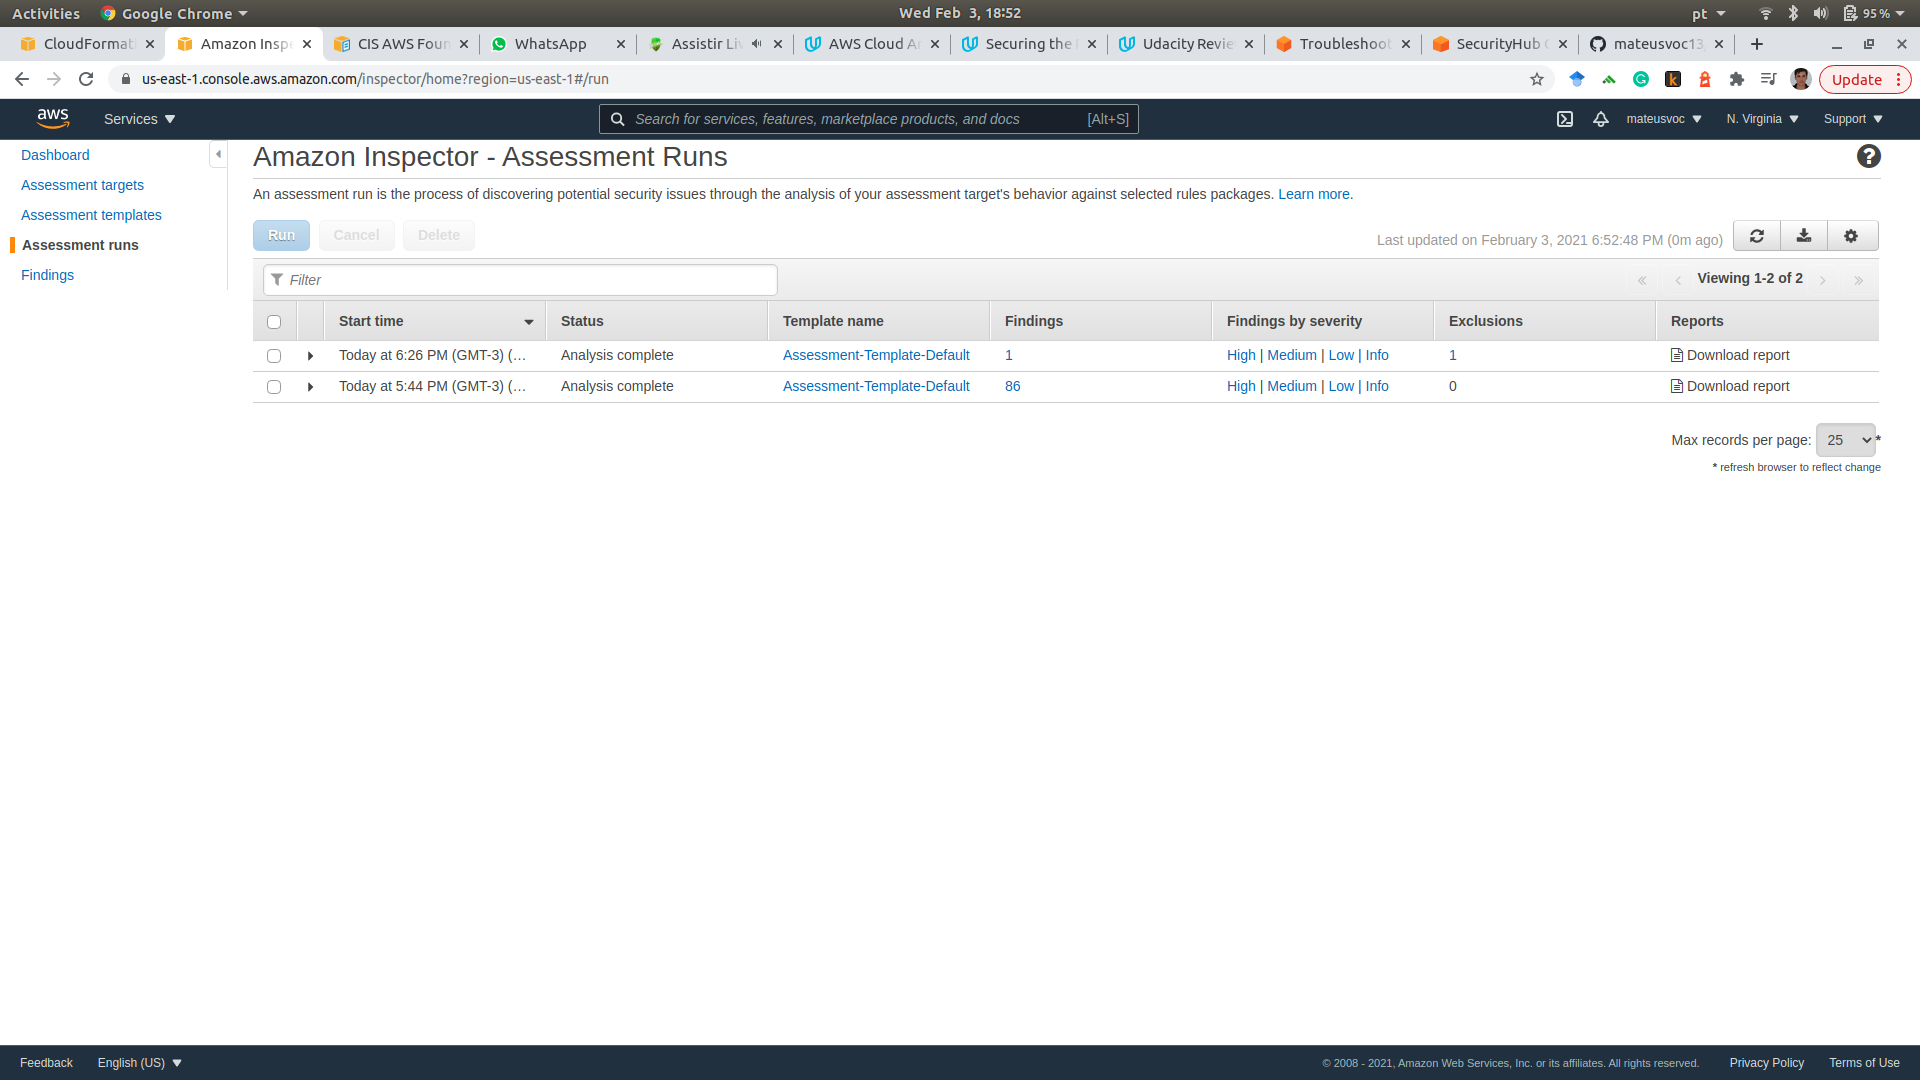 Activities Google Chrome Wed Feb 3, 18:52 pt 95 %
CloudFormat Amazon Insp CIS AWS Foun WhatsApp Assistir Liv AWS Cloud Ar Securing the Udacity Revie Troubleshoot SecurityHub mateusvoc13
us-east-1.console.aws.amazon.com/inspector/home?region=us-east-1#/run Update
aws Services Search for services, features, marketplace products, and docs [Alt+S] mateusvoc N. Virginia Support
Dashboard
Assessment targets
Assessment templates
Assessment runs
Findings
Amazon Inspector - Assessment Runs
An assessment run is the process of discovering potential security issues through the analysis of your assessment target's behavior against selected rules packages. Learn more.
Run Cancel Delete Last updated on February 3, 2021 6:52:48 PM (0m ago)
Filter « ‹ Viewing 1-2 of 2 › »
Start time Status Template name Findings Findings by severity Exclusions Reports
Today at 6:26 PM (GMT-3) (… Analysis complete Assessment-Template-Default 1 High | Medium | Low | Info 1 Download report
Today at 5:44 PM (GMT-3) (… Analysis complete Assessment-Template-Default 86 High | Medium | Low | Info 0 Download report
Max records per page: 25 *
* refresh browser to reflect change
Feedback English (US) © 2008 - 2021, Amazon Web Services, Inc. or its affiliates. All rights reserved. Privacy Policy Terms of Use